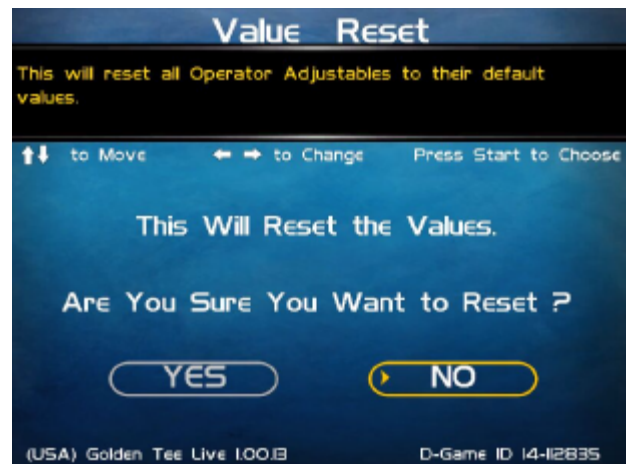 Value Reset
This will reset all Operator Adjustables to their default
values.
to Move to Change Press Start to Choose
This Will Reset the Values.
Are You Sure You Want to Reset ?
YES NO
(USA) Golden Tee Live 1.00.13 D-Game ID 14-112835